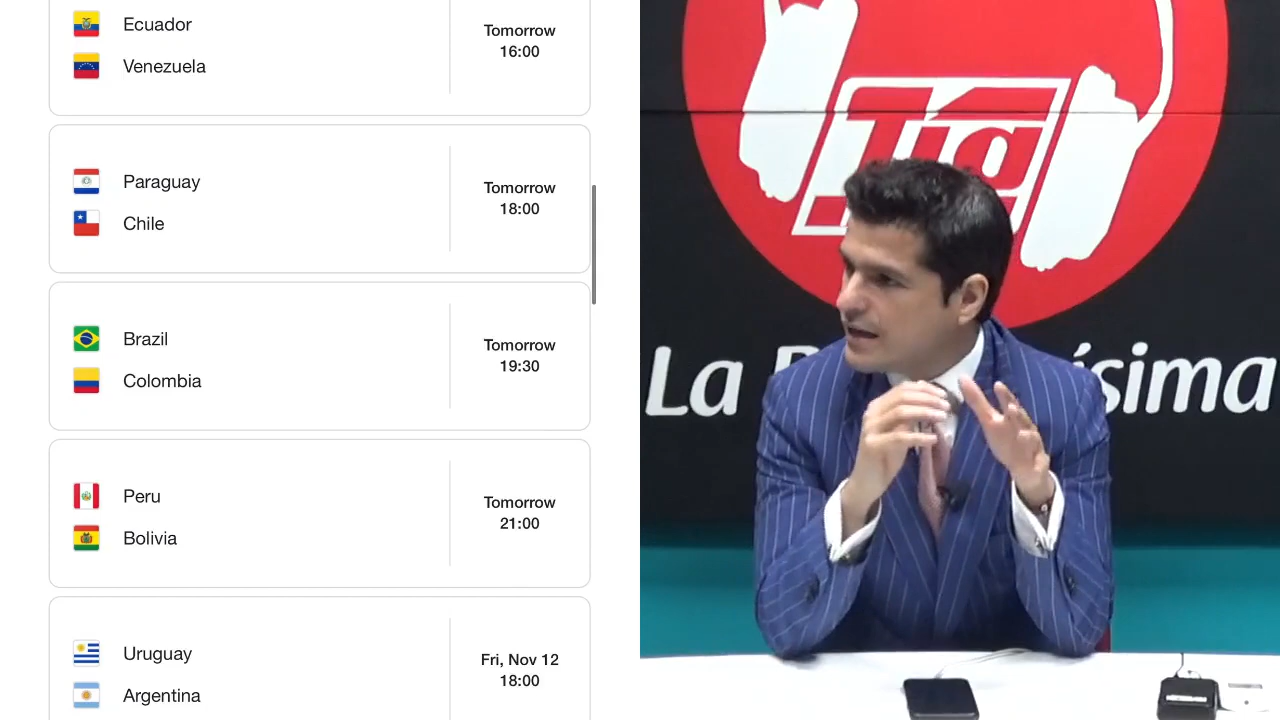 Ecuador
Venezuela
Tomorrow
16:00
Paraguay
Chile
Tomorrow
18:00
Brazil
Colombia
Tomorrow
19:30
Peru
Bolivia
Tomorrow
21:00
Uruguay
Argentina
Fri, Nov 12
18:00
Tía
La